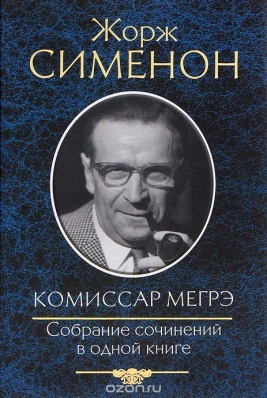 Жорж
СИМЕНОН
КОМИССАР МЕГРЭ
Собрание сочинений
в одной книге
ozon.ru